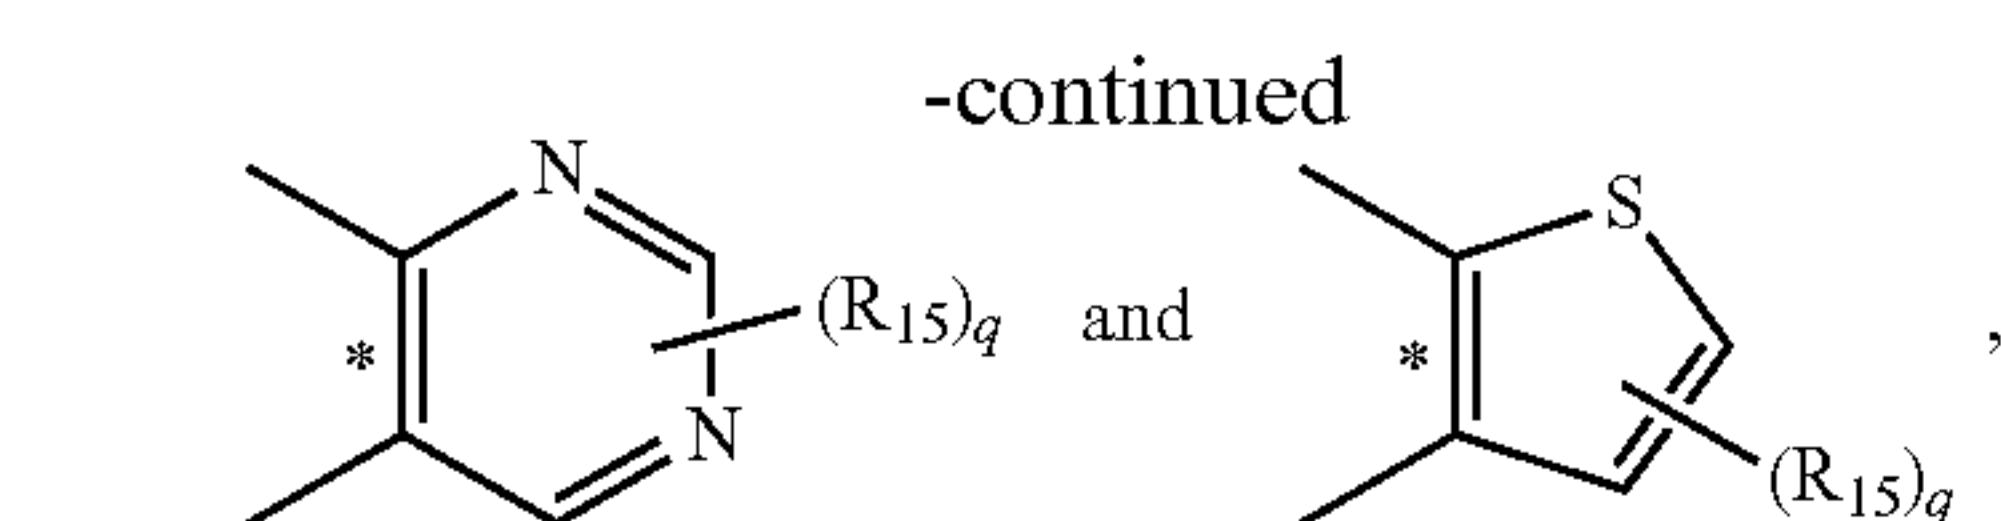 -continued
N S
* (R15)q and * ,
N (R15)q